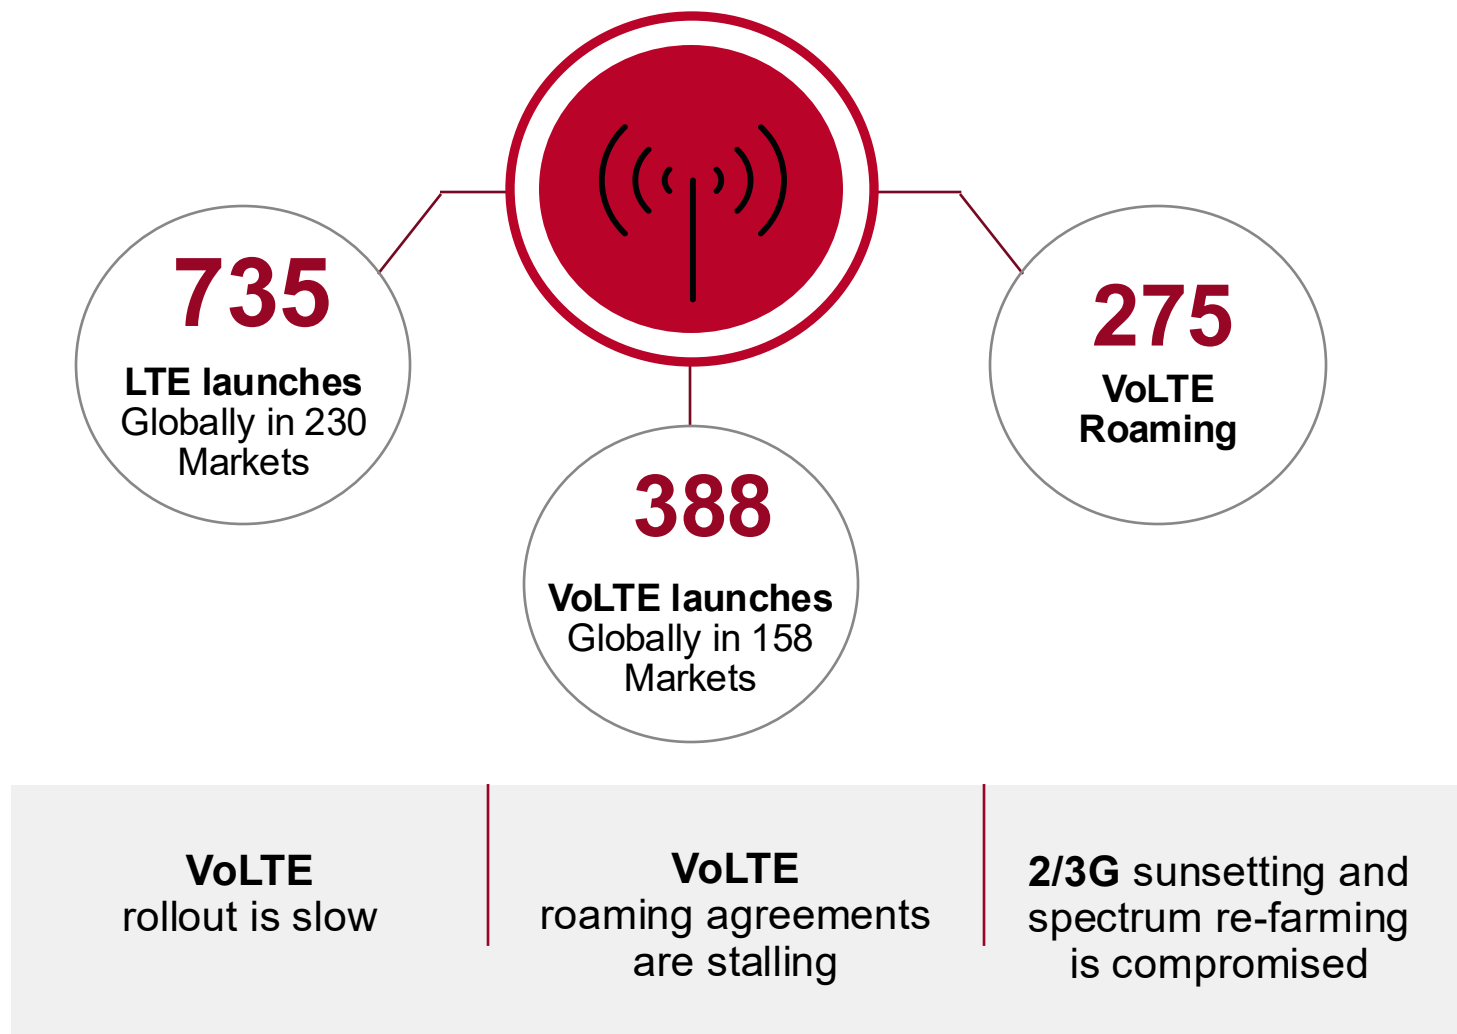 735
LTE launches
Globally in 230
Markets
388
VoLTE launches
Globally in 158
Markets
275
VoLTE
Roaming
VoLTE
rollout is slow
VoLTE
roaming agreements
are stalling
2/3G sunsetting and
spectrum re-farming
is compromised